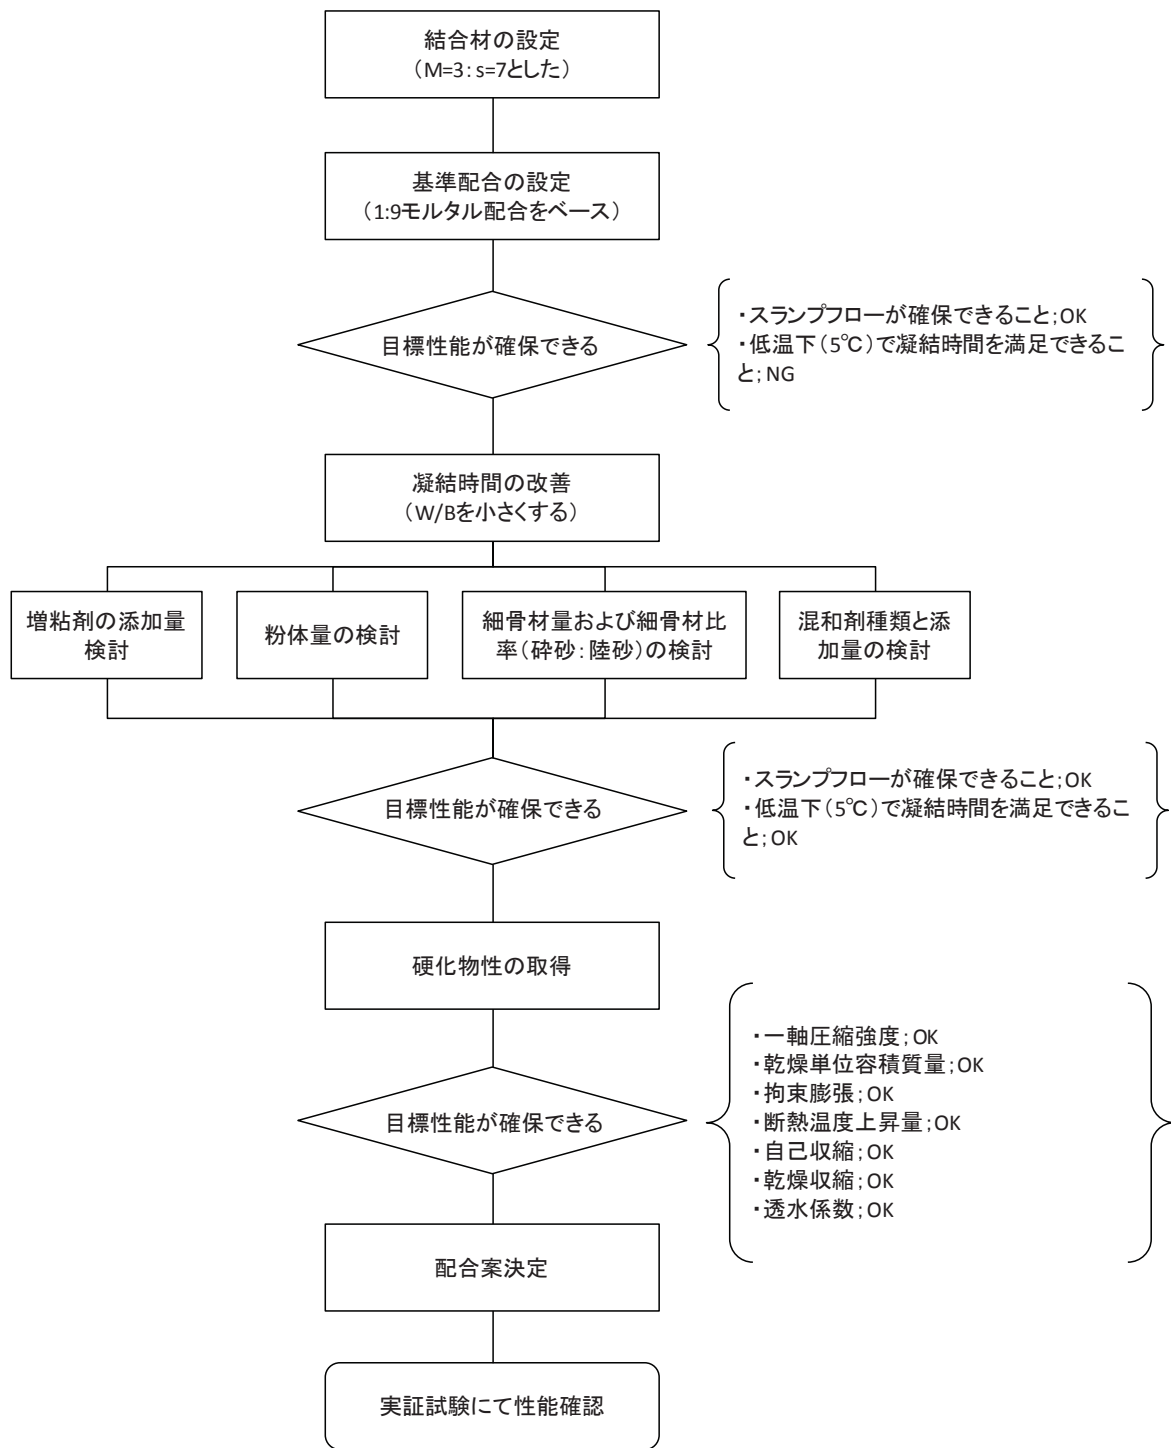 結合材の設定
（M=3：s=7とした）
基準配合の設定
（1:9モルタル配合をベース）
目標性能が確保できる
・スランプフローが確保できること；OK
・低温下（5℃）で凝結時間を満足できるこ
と；NG
凝結時間の改善
（W/Bを小さくする）
増粘剤の添加量
検討
粉体量の検討
細骨材量および細骨材比
率（砕砂：陸砂）の検討
混和剤種類と添
加量の検討
目標性能が確保できる
・スランプフローが確保できること；OK
・低温下（5℃）で凝結時間を満足できるこ
と；OK
硬化物性の取得
目標性能が確保できる
・一軸圧縮強度；OK
・乾燥単位容積質量；OK
・拘束膨張；OK
・断熱温度上昇量；OK
・自己収縮；OK
・乾燥収縮；OK
・透水係数；OK
配合案決定
実証試験にて性能確認